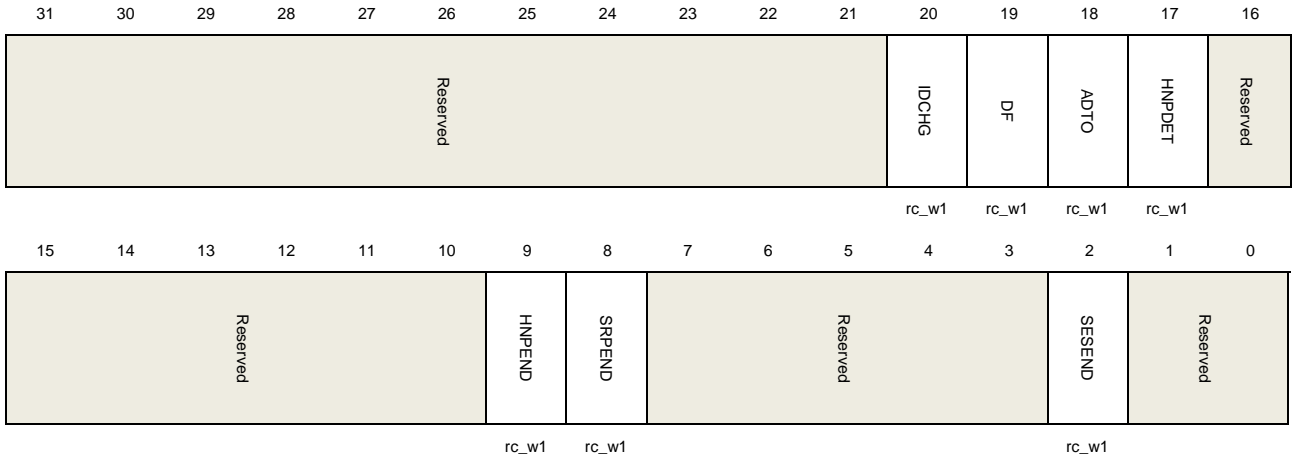 31 30 29 28 27 26 25 24 23 22 21 20 19 18 17 16
Reserved IDCHG DF ADTO HNPDET Reserved
rc_w1 rc_w1 rc_w1 rc_w1
15 14 13 12 11 10 9 8 7 6 5 4 3 2 1 0
Reserved HNPEND SRPEND Reserved SESEND Reserved
rc_w1 rc_w1 rc_w1